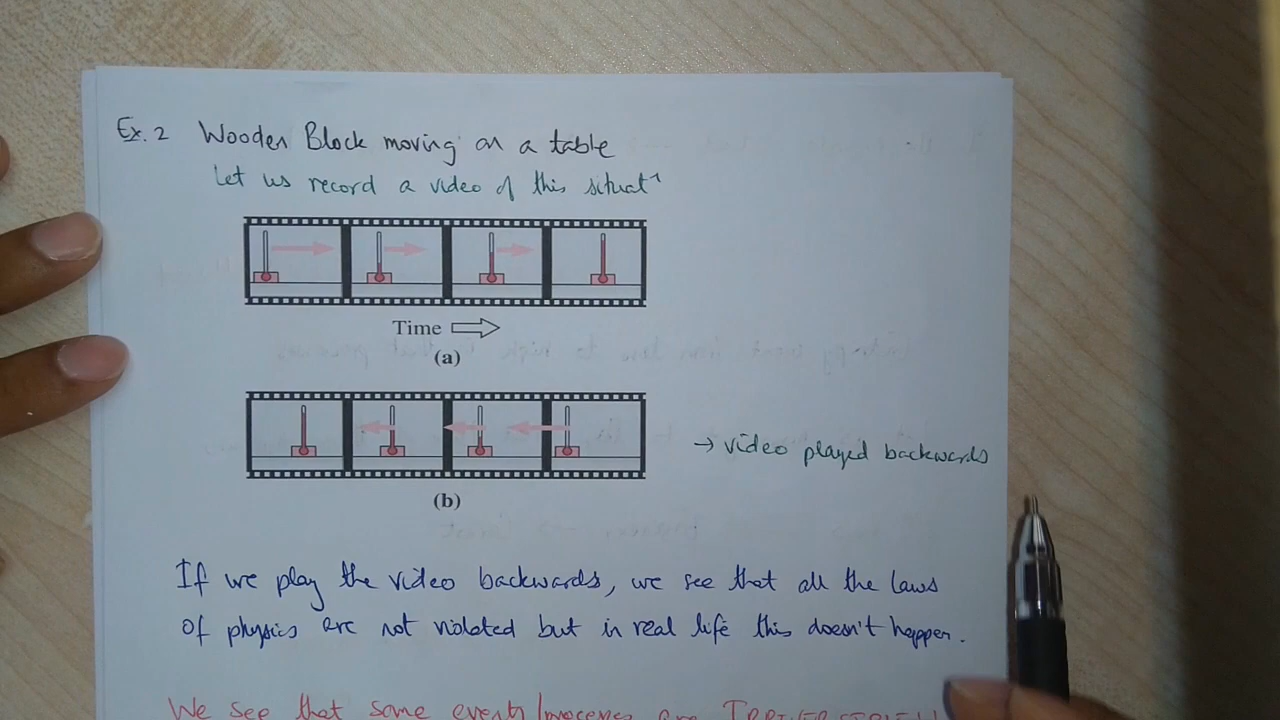 Ex. 2 Wooden Block moving on a table
Let us record a video of this situatⁿ
Time
(a)
(b)
→ video played backwards
If we play the video backwards, we see that all the laws
of physics are not violated but in real life this doesn't happen.
We see that some events/processes are